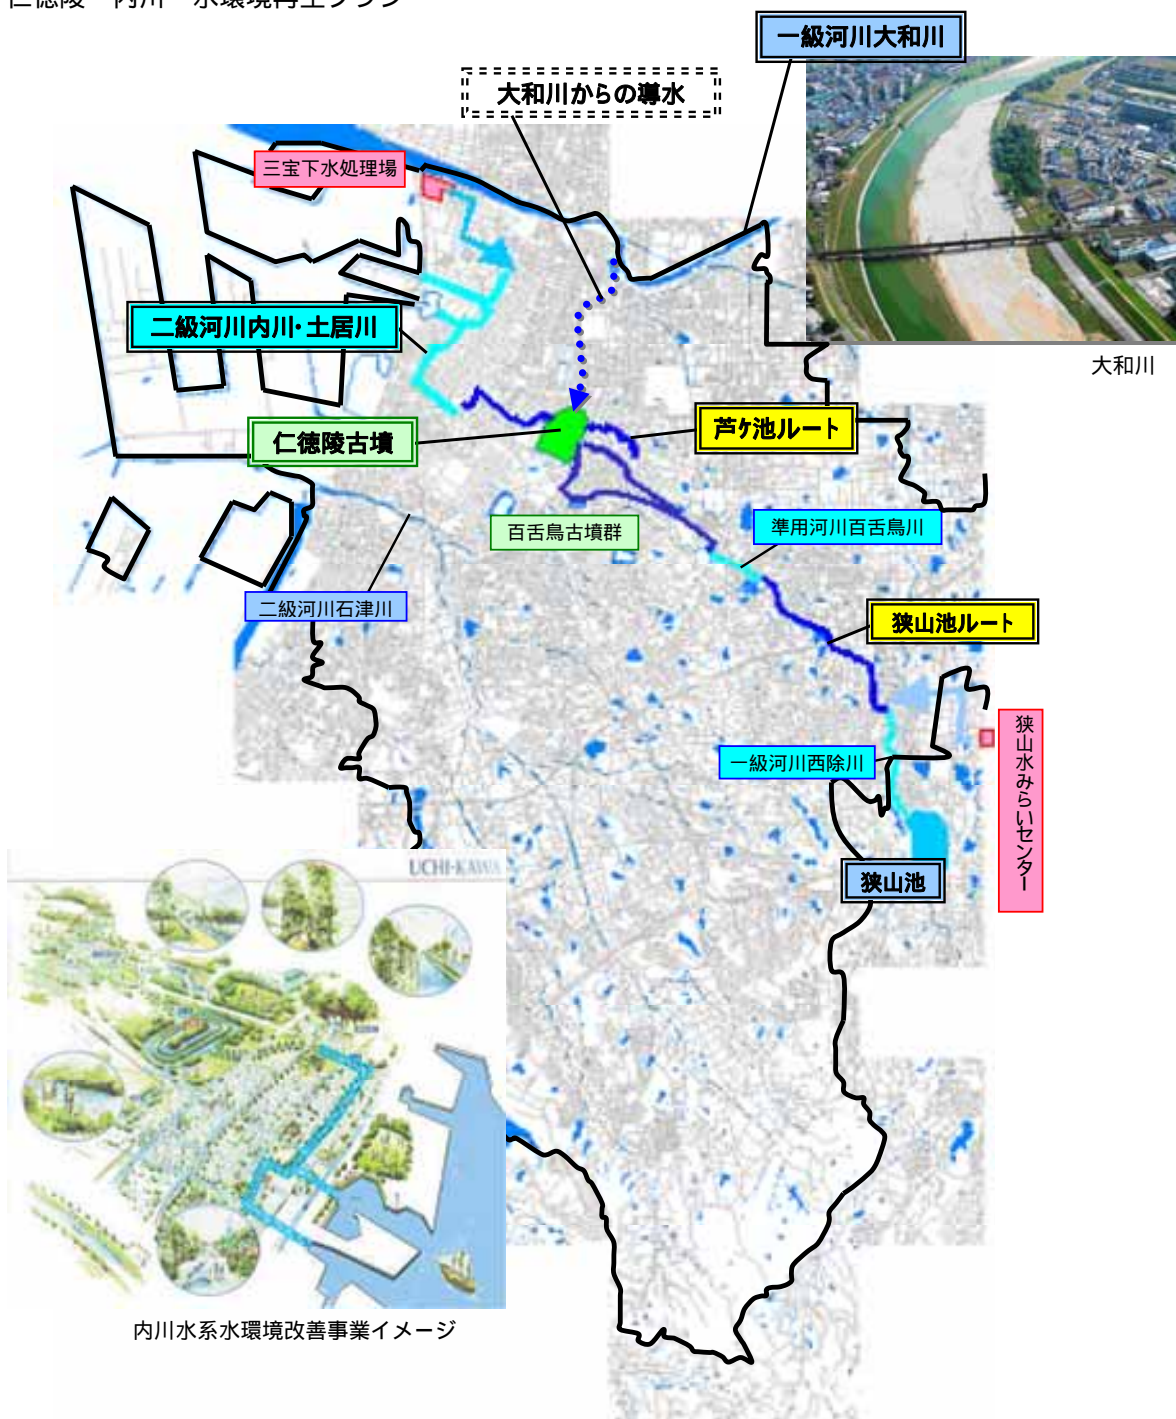 一級河川大和川
大和川からの導水
三宝下水処理場
大和川
二級河川内川・土居川
仁徳陵古墳
芦ケ池ルート
百舌鳥古墳群
準用河川百舌鳥川
二級河川石津川
狭山池ルート
狭山水みらいセンター
一級河川西除川
狭山池
UCHI-KAWA
内川水系水環境改善事業イメージ